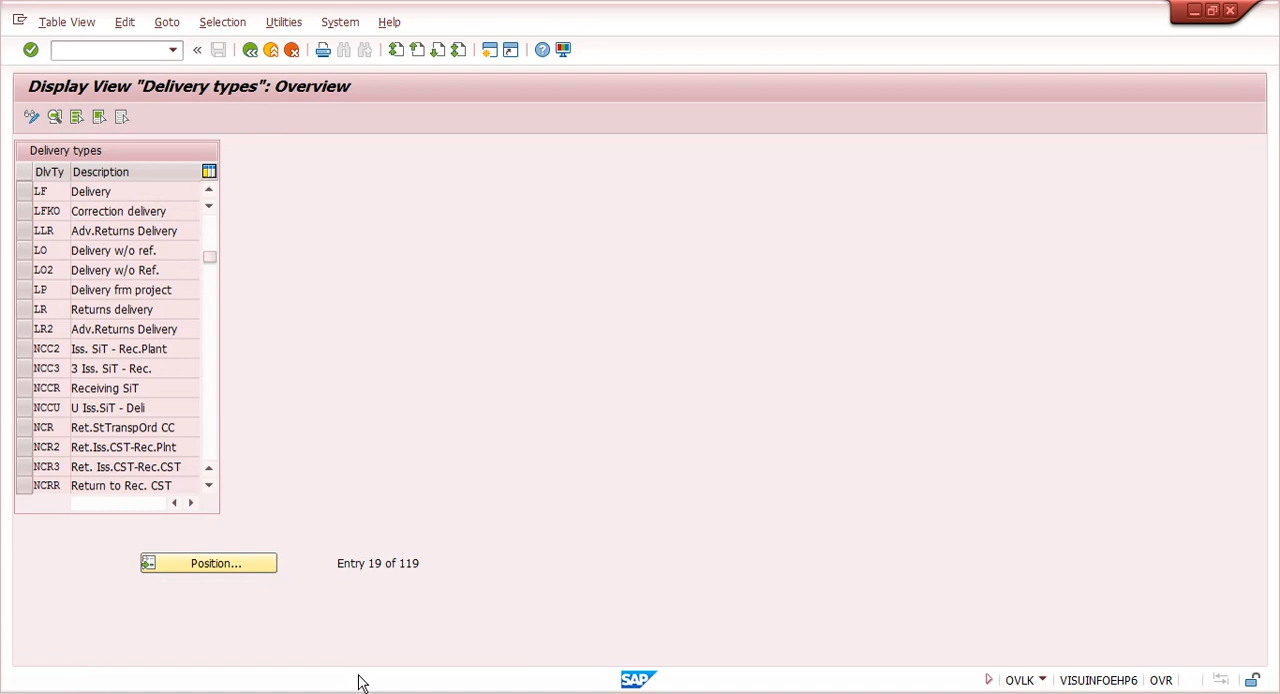 Table View Edit Goto Selection Utilities System Help
Display View "Delivery types": Overview
Delivery types
DlvTy Description
LF Delivery
LFKO Correction delivery
LLR Adv.Returns Delivery
LO Delivery w/o ref.
LO2 Delivery w/o Ref.
LP Delivery frm project
LR Returns delivery
LR2 Adv.Returns Delivery
NCC2 Iss. SiT - Rec.Plant
NCC3 3 Iss. SiT - Rec.
NCCR Receiving SiT
NCCU U Iss.SiT - Deli
NCR Ret.StTranspOrd CC
NCR2 Ret.Iss.CST-Rec.Plnt
NCR3 Ret. Iss.CST-Rec.CST
NCRR Return to Rec. CST
Position... Entry 19 of 119
SAP OVLK VISUINFOEHP6 OVR